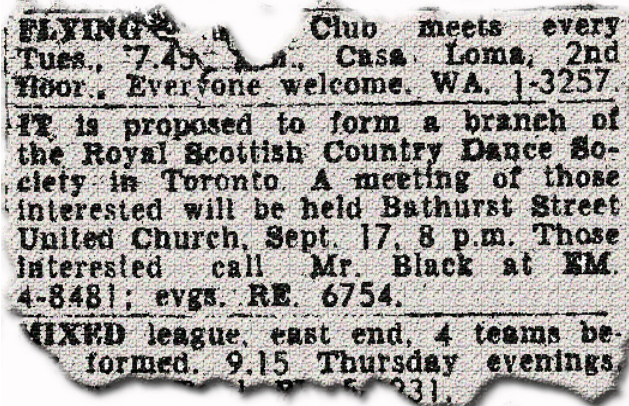 FLYING Club meets every
Tues., 7.45 Casa Loma, 2nd
floor. Everyone welcome. WA. 1-3257.
IT is proposed to form a branch of
the Royal Scottish Country Dance So-
ciety in Toronto. A meeting of those
interested will be held Bathurst Street
United Church, Sept. 17, 8 p.m. Those
interested call Mr. Black at EM.
4-8481; evgs. RE. 6754.
MIXED league, east end, 4 teams be-
formed. 9.15 Thursday evenings